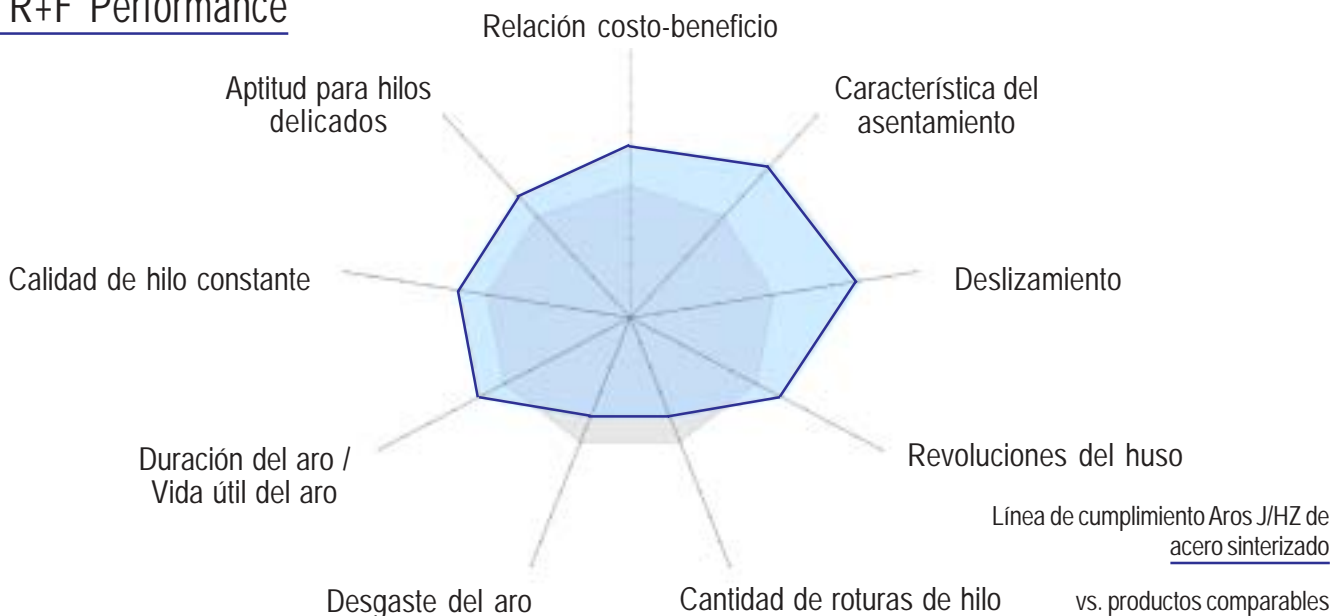 R+F Performance
Relación costo-beneficio
Aptitud para hilos
delicados
Característica del
asentamiento
Calidad de hilo constante
Deslizamiento
Duración del aro /
Vida útil del aro
Revoluciones del huso
Línea de cumplimiento Aros J/HZ de
acero sinterizado
Desgaste del aro
Cantidad de roturas de hilo
vs. productos comparables